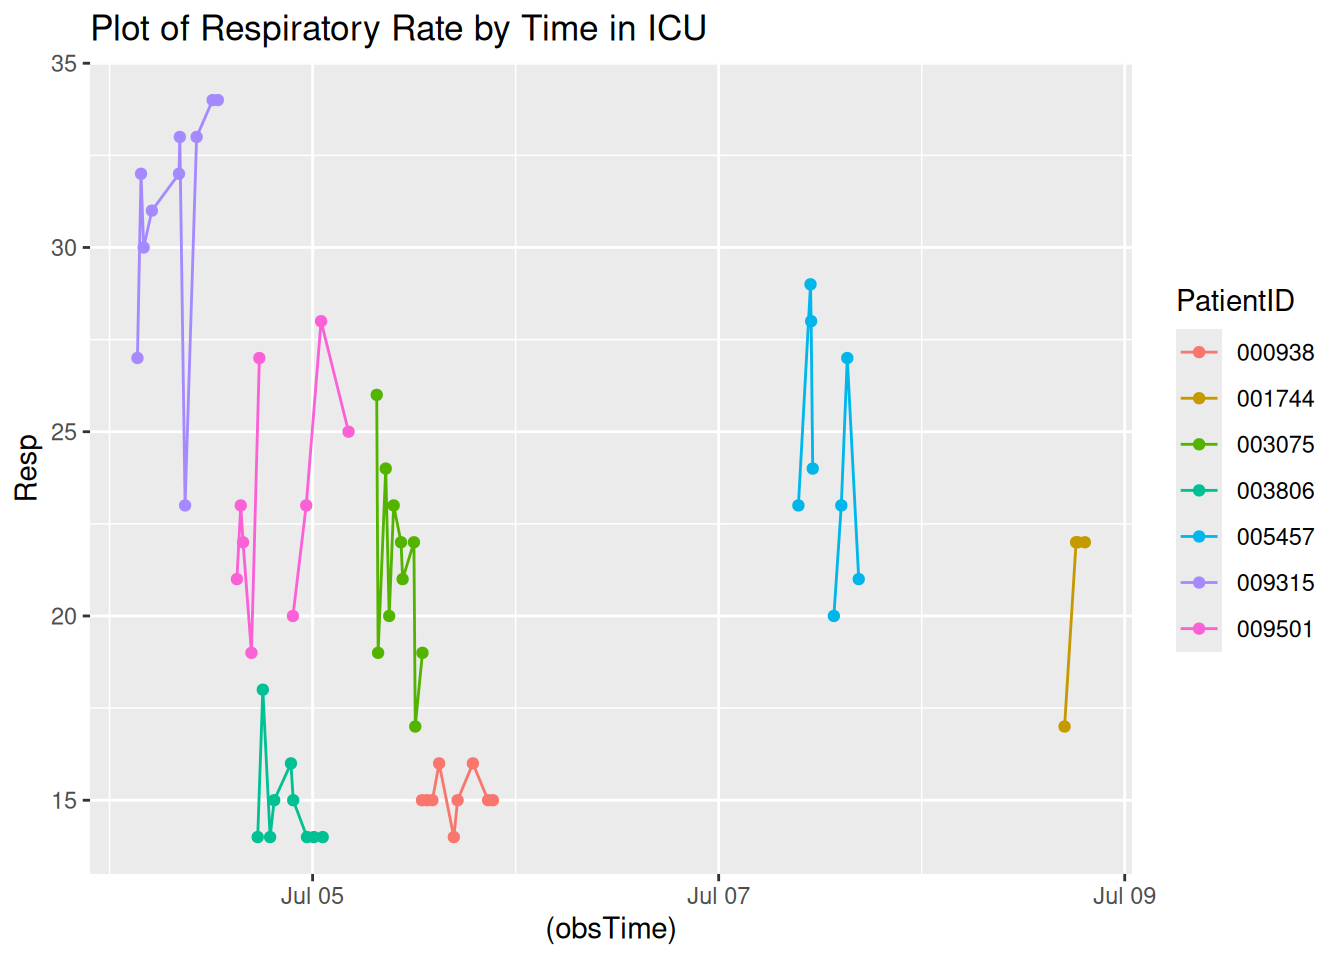 Plot of Respiratory Rate by Time in ICU
35
30
25
20
15
Resp
Jul 05
Jul 07
Jul 09
(obsTime)
PatientID
000938
001744
003075
003806
005457
009315
009501